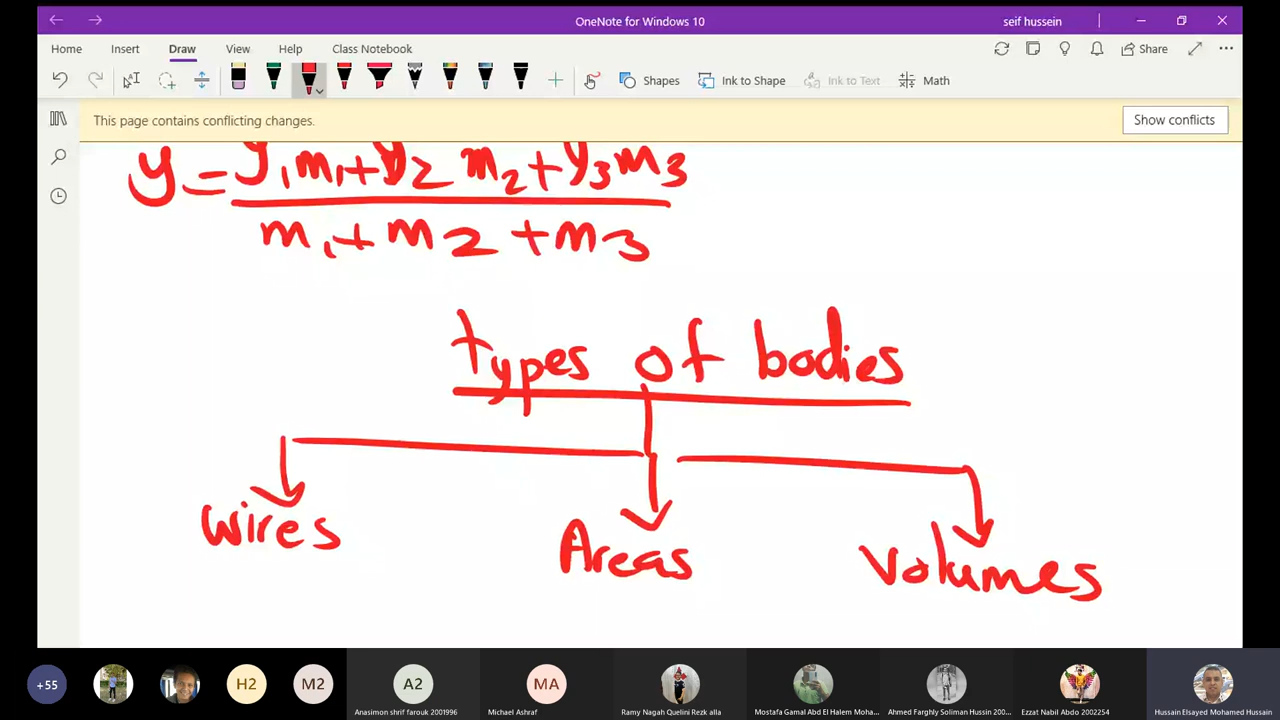 OneNote for Windows 10
seif hussein
Home Insert Draw View Help Class Notebook
Share
Shapes Ink to Shape Ink to Text Math
This page contains conflicting changes.
Show conflicts
y = y1m1+y2 m2+y3m3
m1+m2+m3
types of bodies
wires Areas Volumes
+55 H2 M2 A2 MA
Anasimon shrif farouk 2001996 Michael Ashraf Ramy Nagah Quelini Rezk alla Mostafa Gamal Abd El Halem Moha... Ahmed Farghly Soliman Hussin 200... Ezzat Nabil Abdo 2002254 Hussain Elsayed Mohamed Hussain